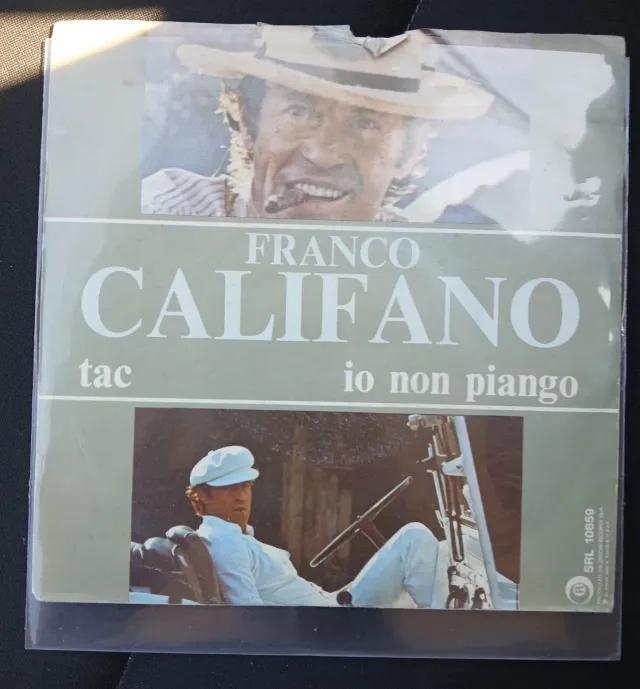 FRANCO
CALIFANO
tac
io non piango
SRL 10859